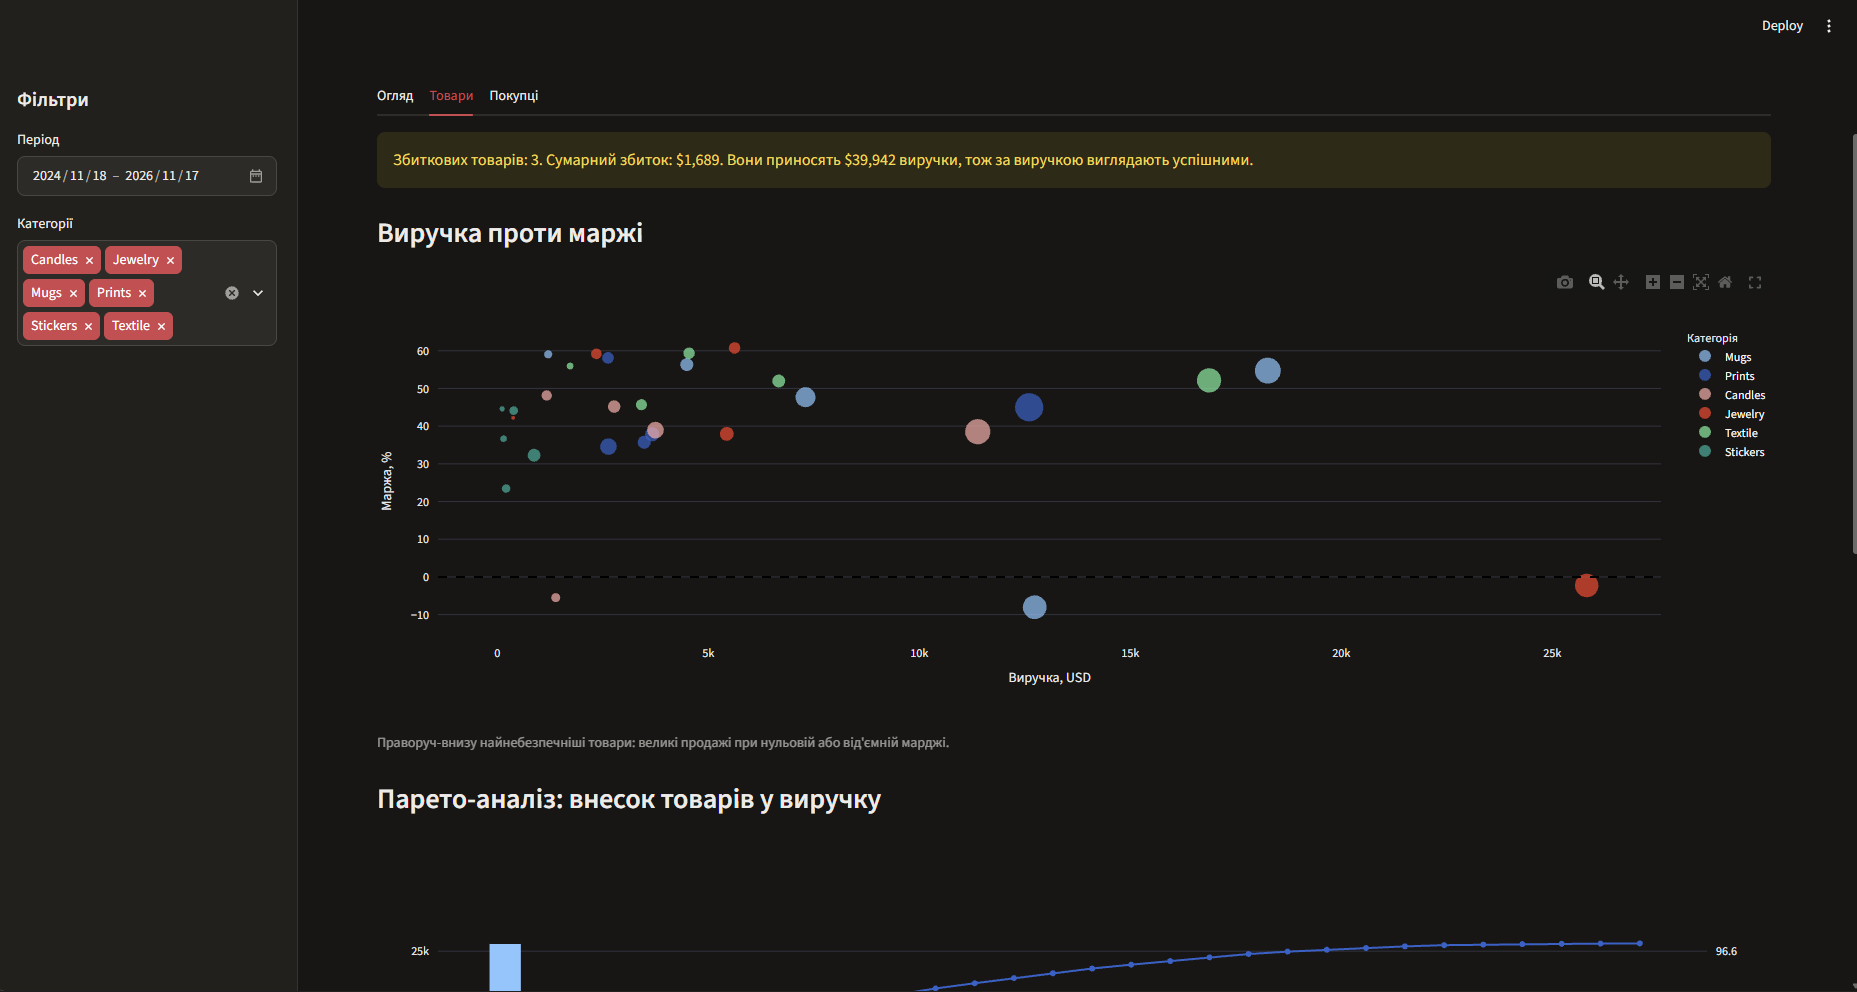 Deploy
Фільтри
Період
2024/11/18 – 2026/11/17
Категорії
Candles × Jewelry ×
Mugs × Prints ×
Stickers × Textile ×
Огляд Товари Покупці
Збиткових товарів: 3. Сумарний збиток: $1,689. Вони приносять $39,942 виручки, тож за виручкою виглядають успішними.
Виручка проти маржі
Категорія
Mugs
Prints
Candles
Jewelry
Textile
Stickers
Маржа, %
60
50
40
30
20
10
0
−10
0 5k 10k 15k 20k 25k
Виручка, USD
Праворуч-внизу найнебезпечніші товари: великі продажі при нульовій або від'ємній марджі.
Парето-аналіз: внесок товарів у виручку
25k 96.6